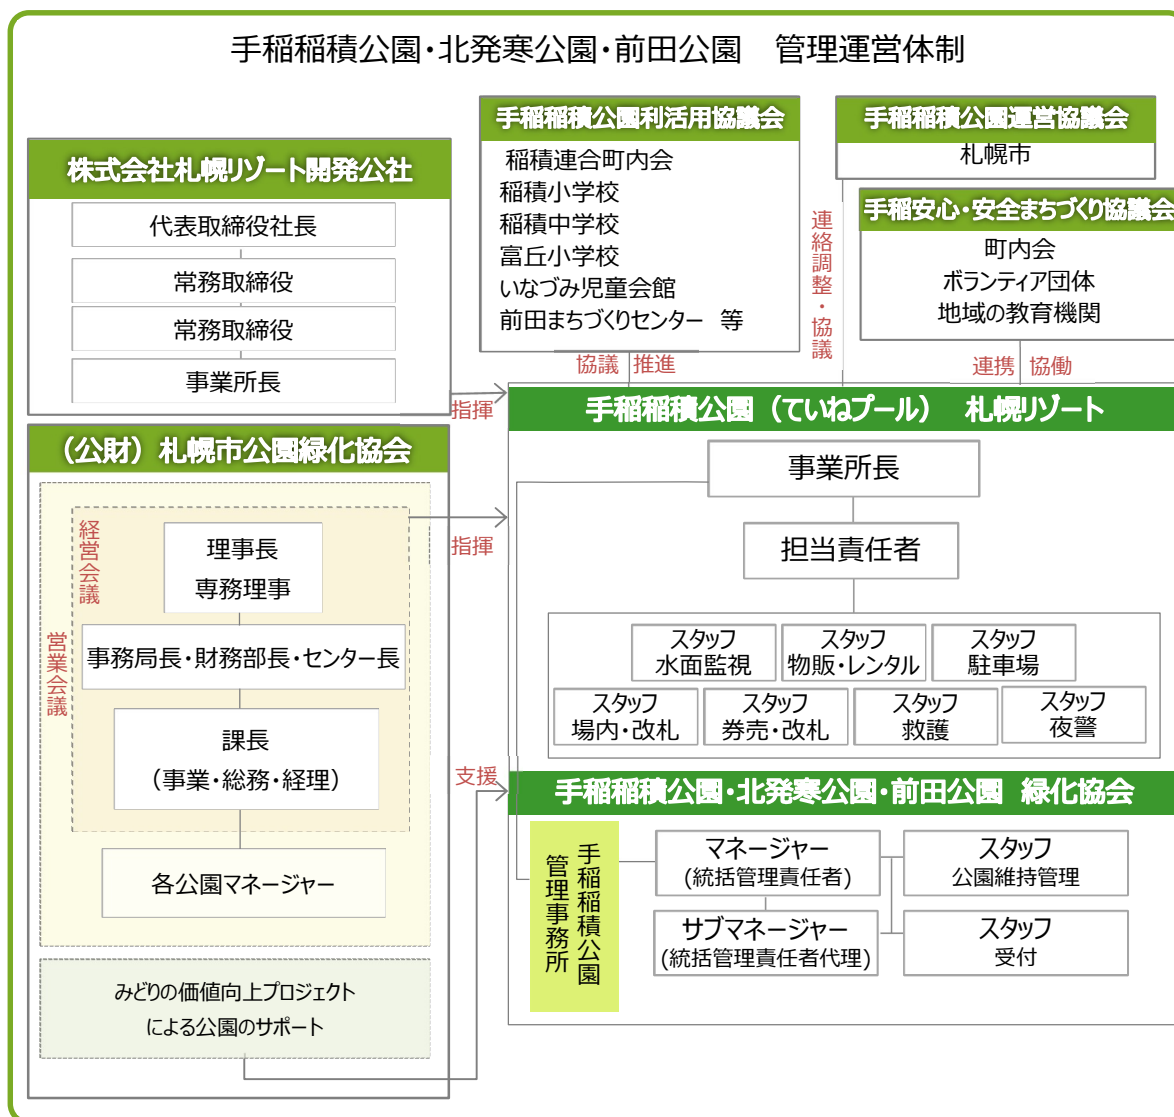 手稲稲積公園・北発寒公園・前田公園　管理運営体制
株式会社札幌リゾート開発公社
代表取締役社長
常務取締役
常務取締役
事業所長
指揮
手稲稲積公園利活用協議会
稲積連合町内会
稲積小学校
稲積中学校
富丘小学校
いなづみ児童会館
前田まちづくりセンター　等
協議　推進
手稲稲積公園運営協議会
札幌市
連絡調整・協議
手稲安心・安全まちづくり協議会
町内会
ボランティア団体
地域の教育機関
連携　協働
（公財）札幌市公園緑化協会
経営会議
営業会議
理事長
専務理事
事務局長・財務部長・センター長
課長
（事業・総務・経理）
各公園マネージャー
みどりの価値向上プロジェクト
による公園のサポート
指揮
支援
手稲稲積公園（ていねプール）　札幌リゾート
事業所長
担当責任者
スタッフ
水面監視
スタッフ
物販・レンタル
スタッフ
駐車場
スタッフ
場内・改札
スタッフ
券売・改札
スタッフ
救護
スタッフ
夜警
手稲稲積公園・北発寒公園・前田公園　緑化協会
手稲稲積公園
管理事務所
マネージャー
(統括管理責任者)
サブマネージャー
(統括管理責任者代理)
スタッフ
公園維持管理
スタッフ
受付